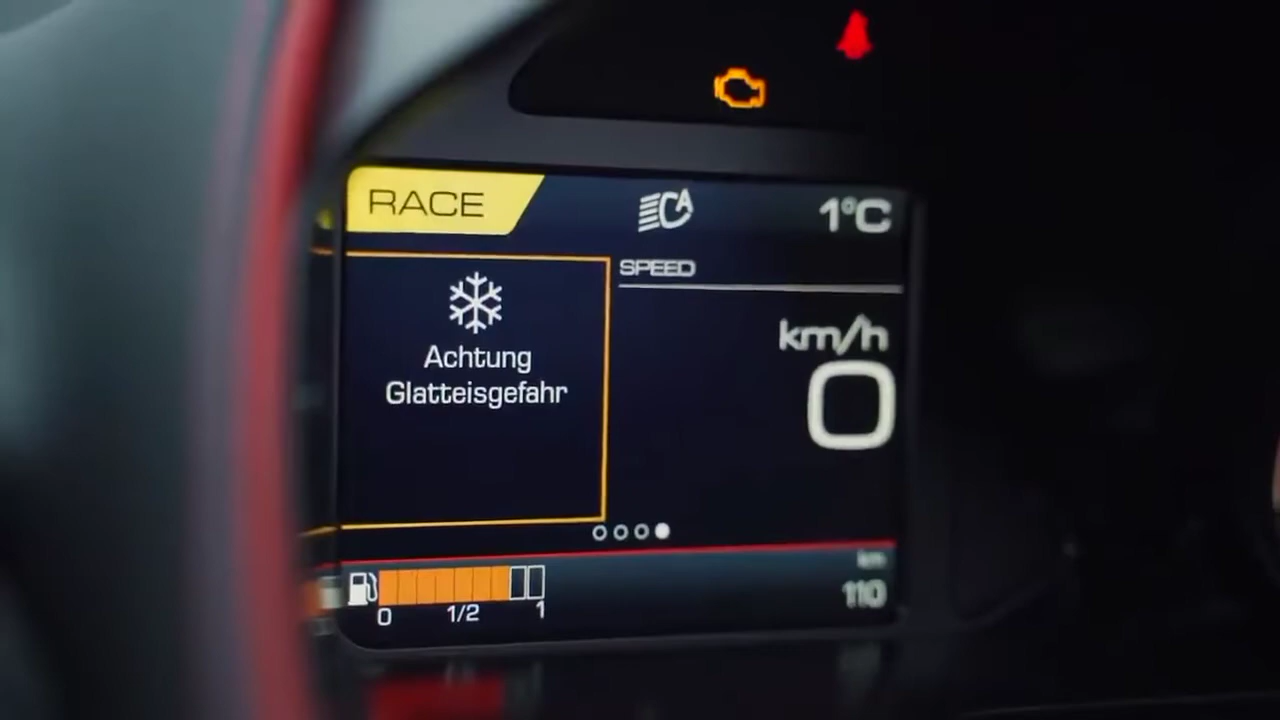 RACE
1°C
SPEED
km/h
0
Achtung
Glatteisgefahr
0 1/2 1
km
110